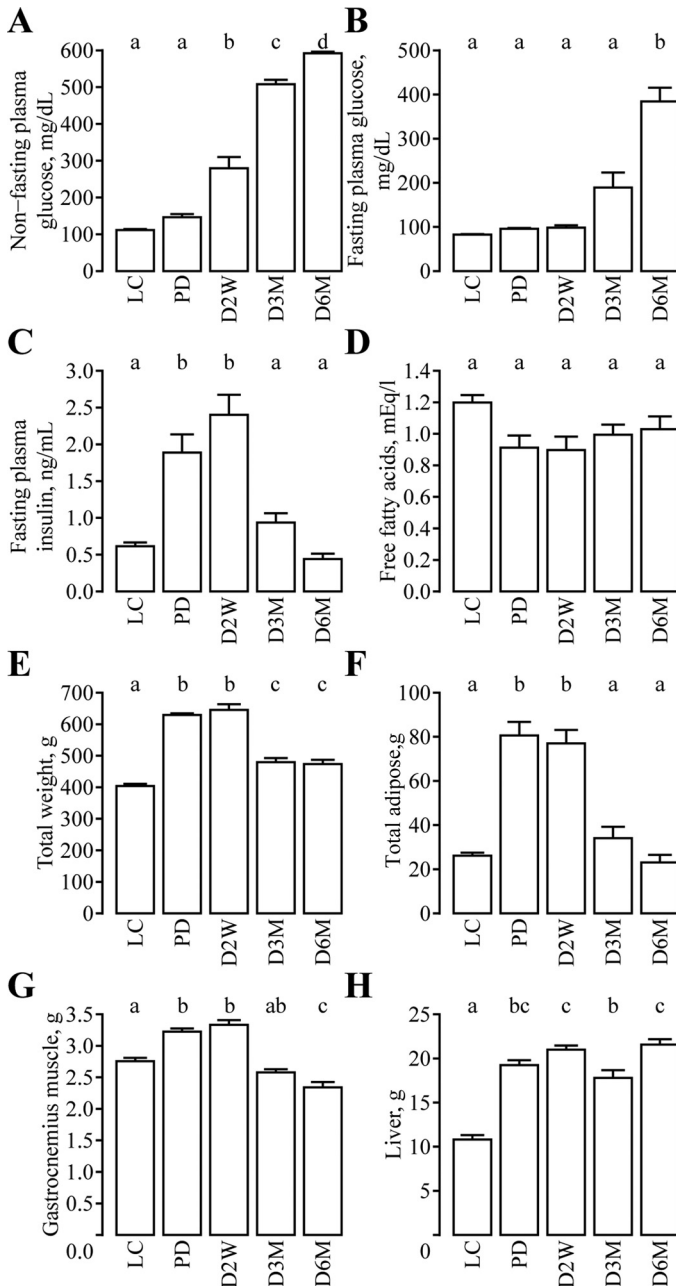 A
Non−fasting plasma
glucose, mg/dL
a a b c d
600
500
400
300
200
100
0
LC PD D2W D3M D6M
B
Fasting plasma glucose,
mg/dL
a a a a b
500
400
300
200
100
0
LC PD D2W D3M D6M
C
Fasting plasma
insulin, ng/mL
a b b a a
3.0
2.5
2.0
1.5
1.0
0.5
0.0
LC PD D2W D3M D6M
D
Free fatty acids, mEq/l
a a a a a
1.4
1.2
1.0
0.8
0.6
0.4
0.2
0.0
LC PD D2W D3M D6M
E
Total weight, g
a b b c c
700
600
500
400
300
200
100
0
LC PD D2W D3M D6M
F
Total adipose,g
a b b a a
100
80
60
40
20
0
LC PD D2W D3M D6M
G
Gastrocnemius muscle, g
a b b ab c
3.5
3.0
2.5
2.0
1.5
1.0
0.5
0.0
LC PD D2W D3M D6M
H
Liver, g
a bc c b c
25
20
15
10
5
0
LC PD D2W D3M D6M